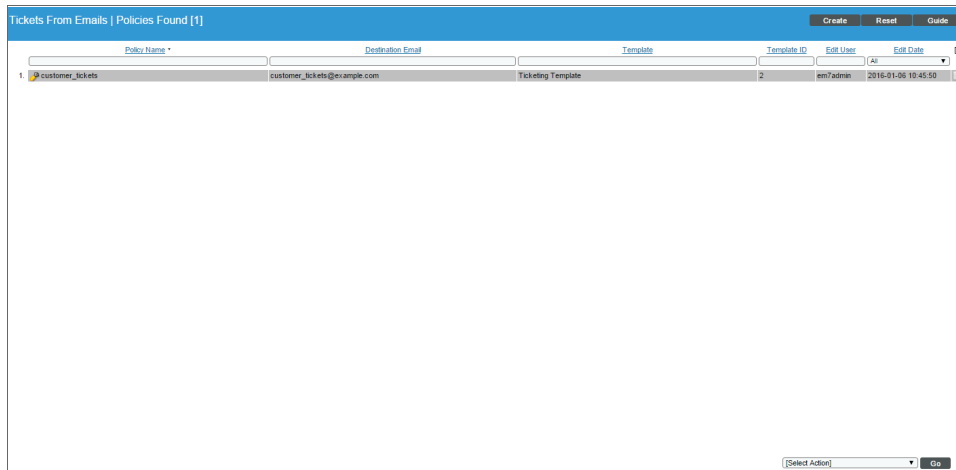 Tickets From Emails | Policies Found [1]
Create Reset Guide
Policy Name • Destination Email Template Template ID Edit User Edit Date
All
1. customer_tickets customer_tickets@example.com Ticketing Template 2 em7admin 2016-01-06 10:45:50
[Select Action] Go